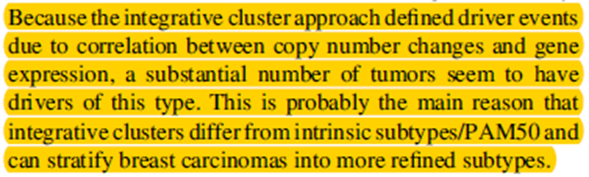 Because the integrative cluster approach defined driver events
due to correlation between copy number changes and gene
expression, a substantial number of tumors seem to have
drivers of this type. This is probably the main reason that
integrative clusters differ from intrinsic subtypes/PAM50 and
can stratify breast carcinomas into more refined subtypes.